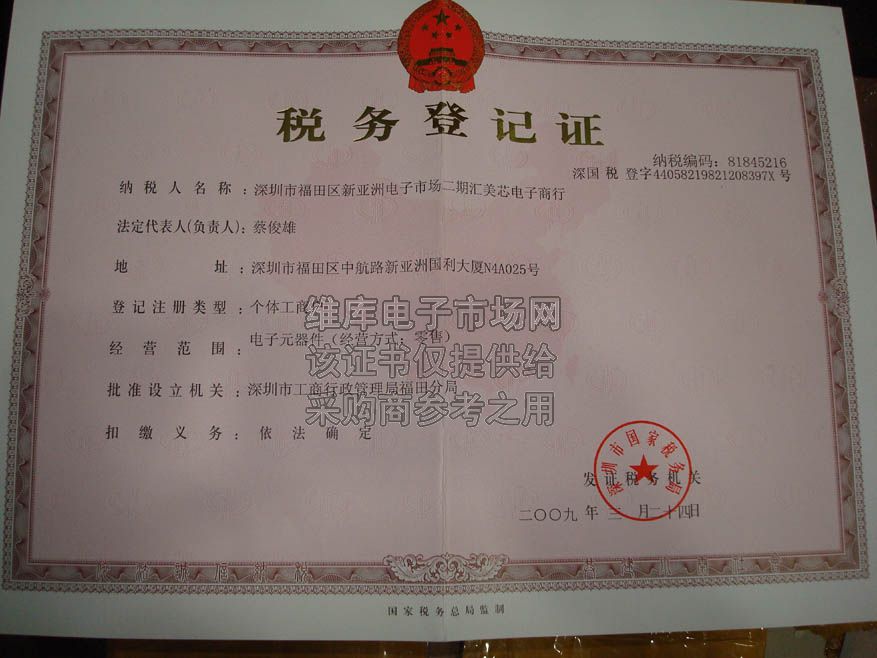 税务登记证
纳税编码：81845216
深国 税 登字44058219821208397X 号
纳税人名称：深圳市福田区新亚洲电子市场二期汇美芯电子商行
法定代表人(负责人)：蔡俊雄
地 址：深圳市福田区中航路新亚洲国利大厦N4A025号
登记注册类型：个体工商
维库电子市场网
经营范围：电子元器件（经营方式：零售）
该证书仅提供给
批准设立机关：深圳市工商行政管理局福田分局
采购商参考之用
扣缴义务：依法确定
深圳市国家税务局
发证税务机关
二〇〇九 年 三 月二十四日
国家税务总局监制